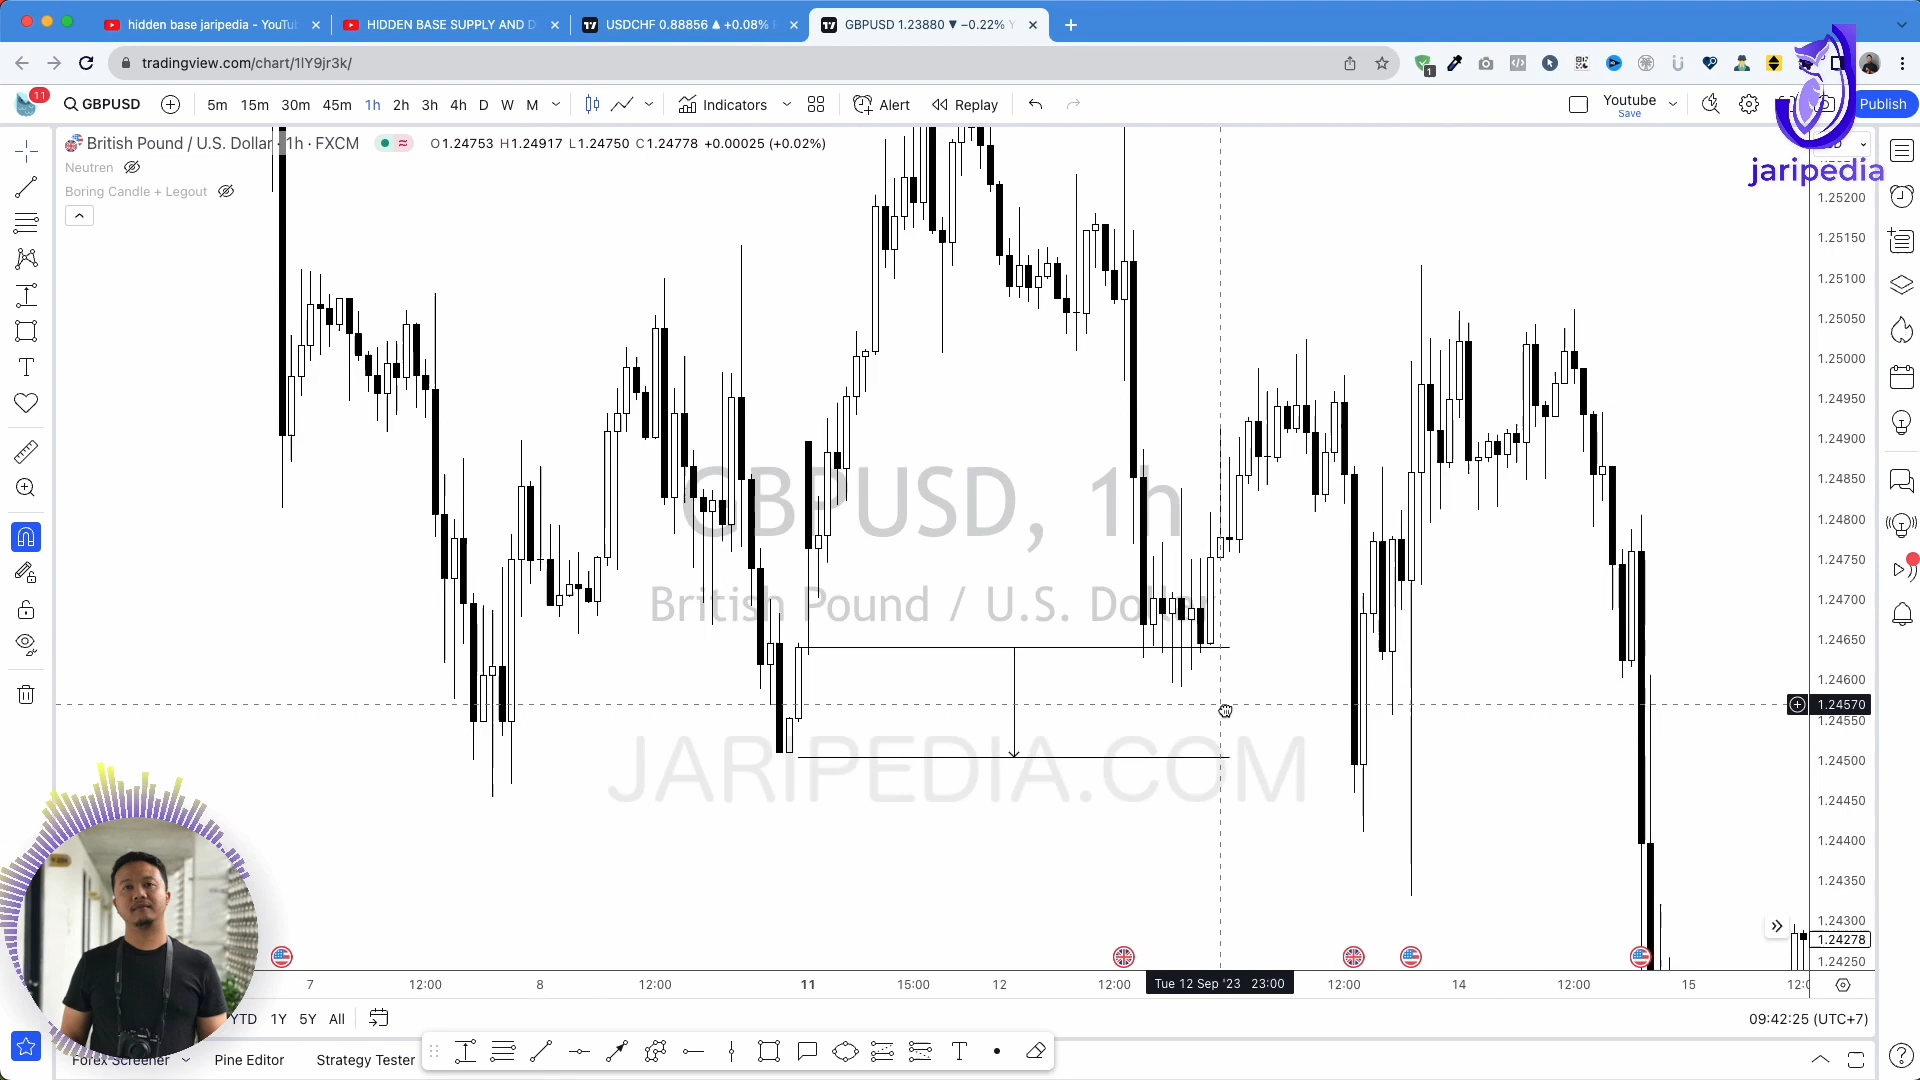 hidden base jaripedia - YouTu
HIDDEN BASE SUPPLY AND D
USDCHF 0.88856 ▲ +0.08%
GBPUSD 1.23880 ▼ −0.22% Y
tradingview.com/chart/1lY9jr3k/
1
11
GBPUSD
5m 15m 30m 45m 1h 2h 3h 4h D W M
Indicators
Alert
Replay
Youtube
Save
Publish
jaripedia
British Pound / U.S. Dollar · 1h · FXCM
O1.24753 H1.24917 L1.24750 C1.24778 +0.00025 (+0.02%)
Neutren
Boring Candle + Legout
1.25200
1.25150
1.25100
1.25050
1.25000
1.24950
1.24900
1.24850
1.24800
1.24750
1.24700
1.24650
1.24600
1.24570
1.24550
1.24500
1.24450
1.24400
1.24350
1.24300
1.24278
1.24250
GBPUSD, 1h
British Pound / U.S. Dollar
JARIPEDIA.COM
7 12:00 8 12:00 11 15:00 12 12:00 Tue 12 Sep '23 23:00 12:00 14 12:00 15 12:0
YTD 1Y 5Y All
09:42:25 (UTC+7)
Forex Screener
Pine Editor
Strategy Tester